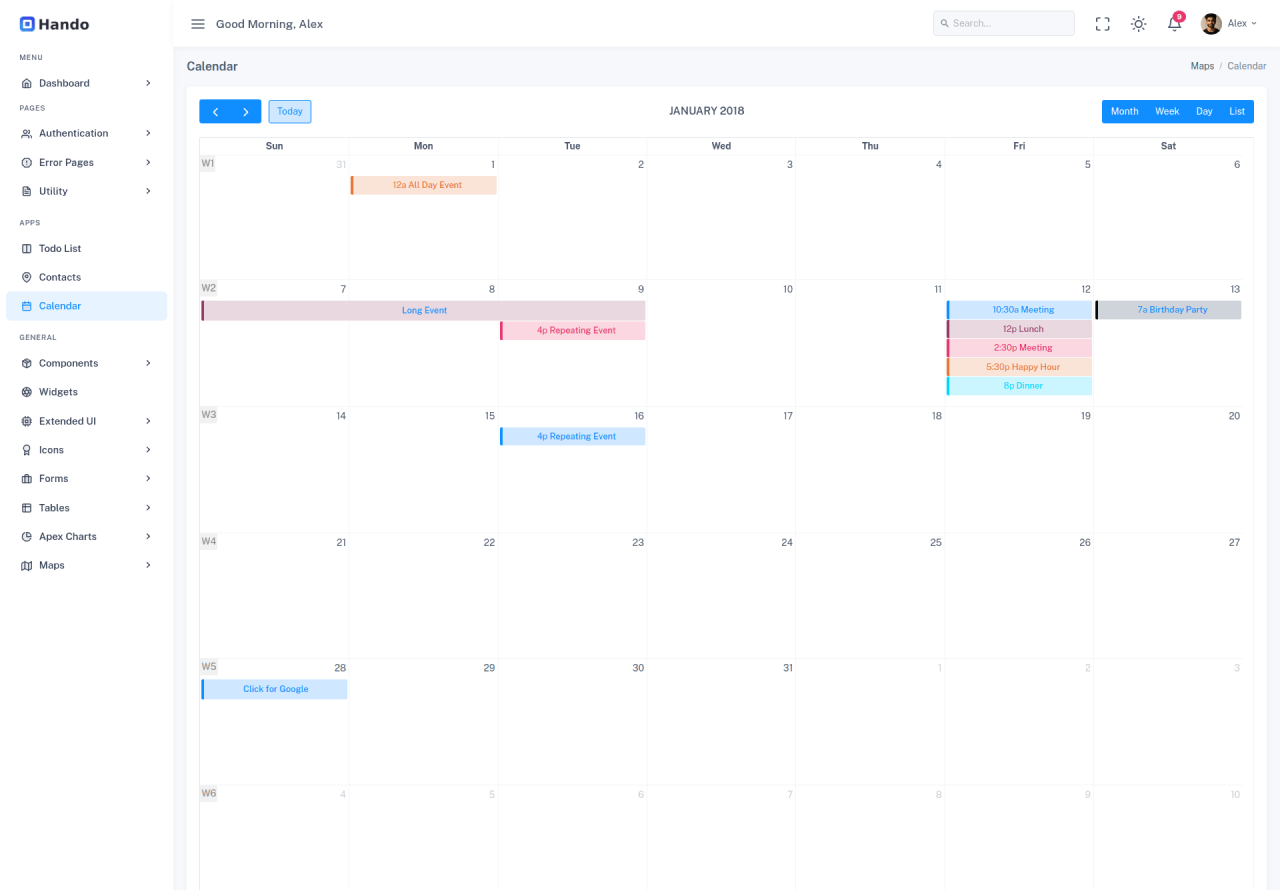 Hando
Good Morning, Alex
Search...
9
Alex
MENU
Dashboard
PAGES
Authentication
Error Pages
Utility
APPS
Todo List
Contacts
Calendar
GENERAL
Components
Widgets
Extended UI
Icons
Forms
Tables
Apex Charts
Maps
Calendar
Maps / Calendar
Today
JANUARY 2018
Month Week Day List
Sun Mon Tue Wed Thu Fri Sat
W1 31 1 2 3 4 5 6
12a All Day Event
W2 7 8 9 10 11 12 13
Long Event
4p Repeating Event
10:30a Meeting
12p Lunch
2:30p Meeting
5:30p Happy Hour
8p Dinner
7a Birthday Party
W3 14 15 16 17 18 19 20
4p Repeating Event
W4 21 22 23 24 25 26 27
W5 28 29 30 31 1 2 3
Click for Google
W6 4 5 6 7 8 9 10